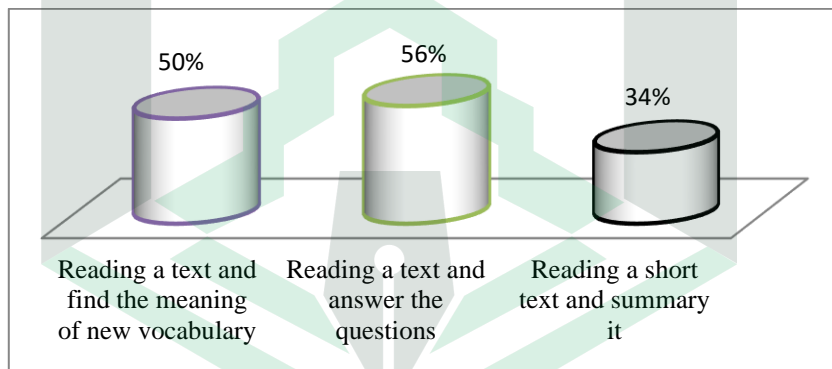 50%
56%
34%
Reading a text and
find the meaning
of new vocabulary
Reading a text and
answer the
questions
Reading a short
text and summary
it